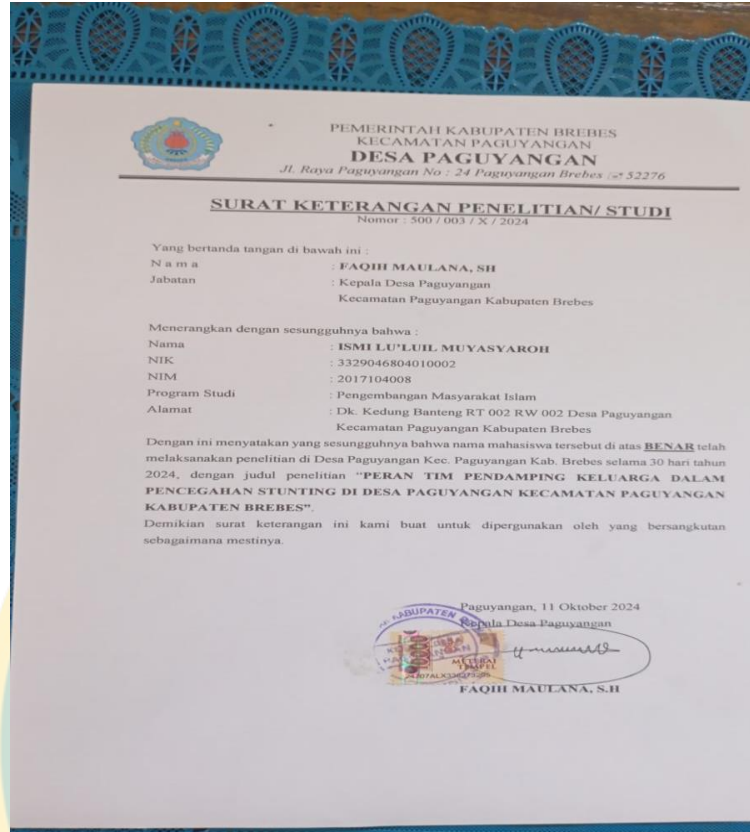 PEMERINTAH KABUPATEN BREBES
KECAMATAN PAGUYANGAN
DESA PAGUYANGAN
Jl. Raya Paguyangan No : 24 Paguyangan Brebes 52276
SURAT KETERANGAN PENELITIAN/ STUDI
Nomor : 500 / 003 / X / 2024
Yang bertanda tangan di bawah ini :
N a m a : FAQIH MAULANA, SH
Jabatan : Kepala Desa Paguyangan
Kecamatan Paguyangan Kabupaten Brebes
Menerangkan dengan sesungguhnya bahwa :
Nama : ISMI LU'LUIL MUYASYAROH
NIK : 3329046804010002
NIM : 2017104008
Program Studi : Pengembangan Masyarakat Islam
Alamat : Dk. Kedung Banteng RT 002 RW 002 Desa Paguyangan
Kecamatan Paguyangan Kabupaten Brebes
Dengan ini menyatakan yang sesungguhnya bahwa nama mahasiswa tersebut di atas BENAR telah
melaksanakan penelitian di Desa Paguyangan Kec. Paguyangan Kab. Brebes selama 30 hari tahun
2024, dengan judul penelitian "PERAN TIM PENDAMPING KELUARGA DALAM
PENCEGAHAN STUNTING DI DESA PAGUYANGAN KECAMATAN PAGUYANGAN
KABUPATEN BREBES".
Demikian surat keterangan ini kami buat untuk dipergunakan oleh yang bersangkutan
sebagaimana mestinya.
Paguyangan, 11 Oktober 2024
Kepala Desa Paguyangan
KABUPATEN
10000
METERAI
TEMPEL
FAQIH MAULANA, S.H